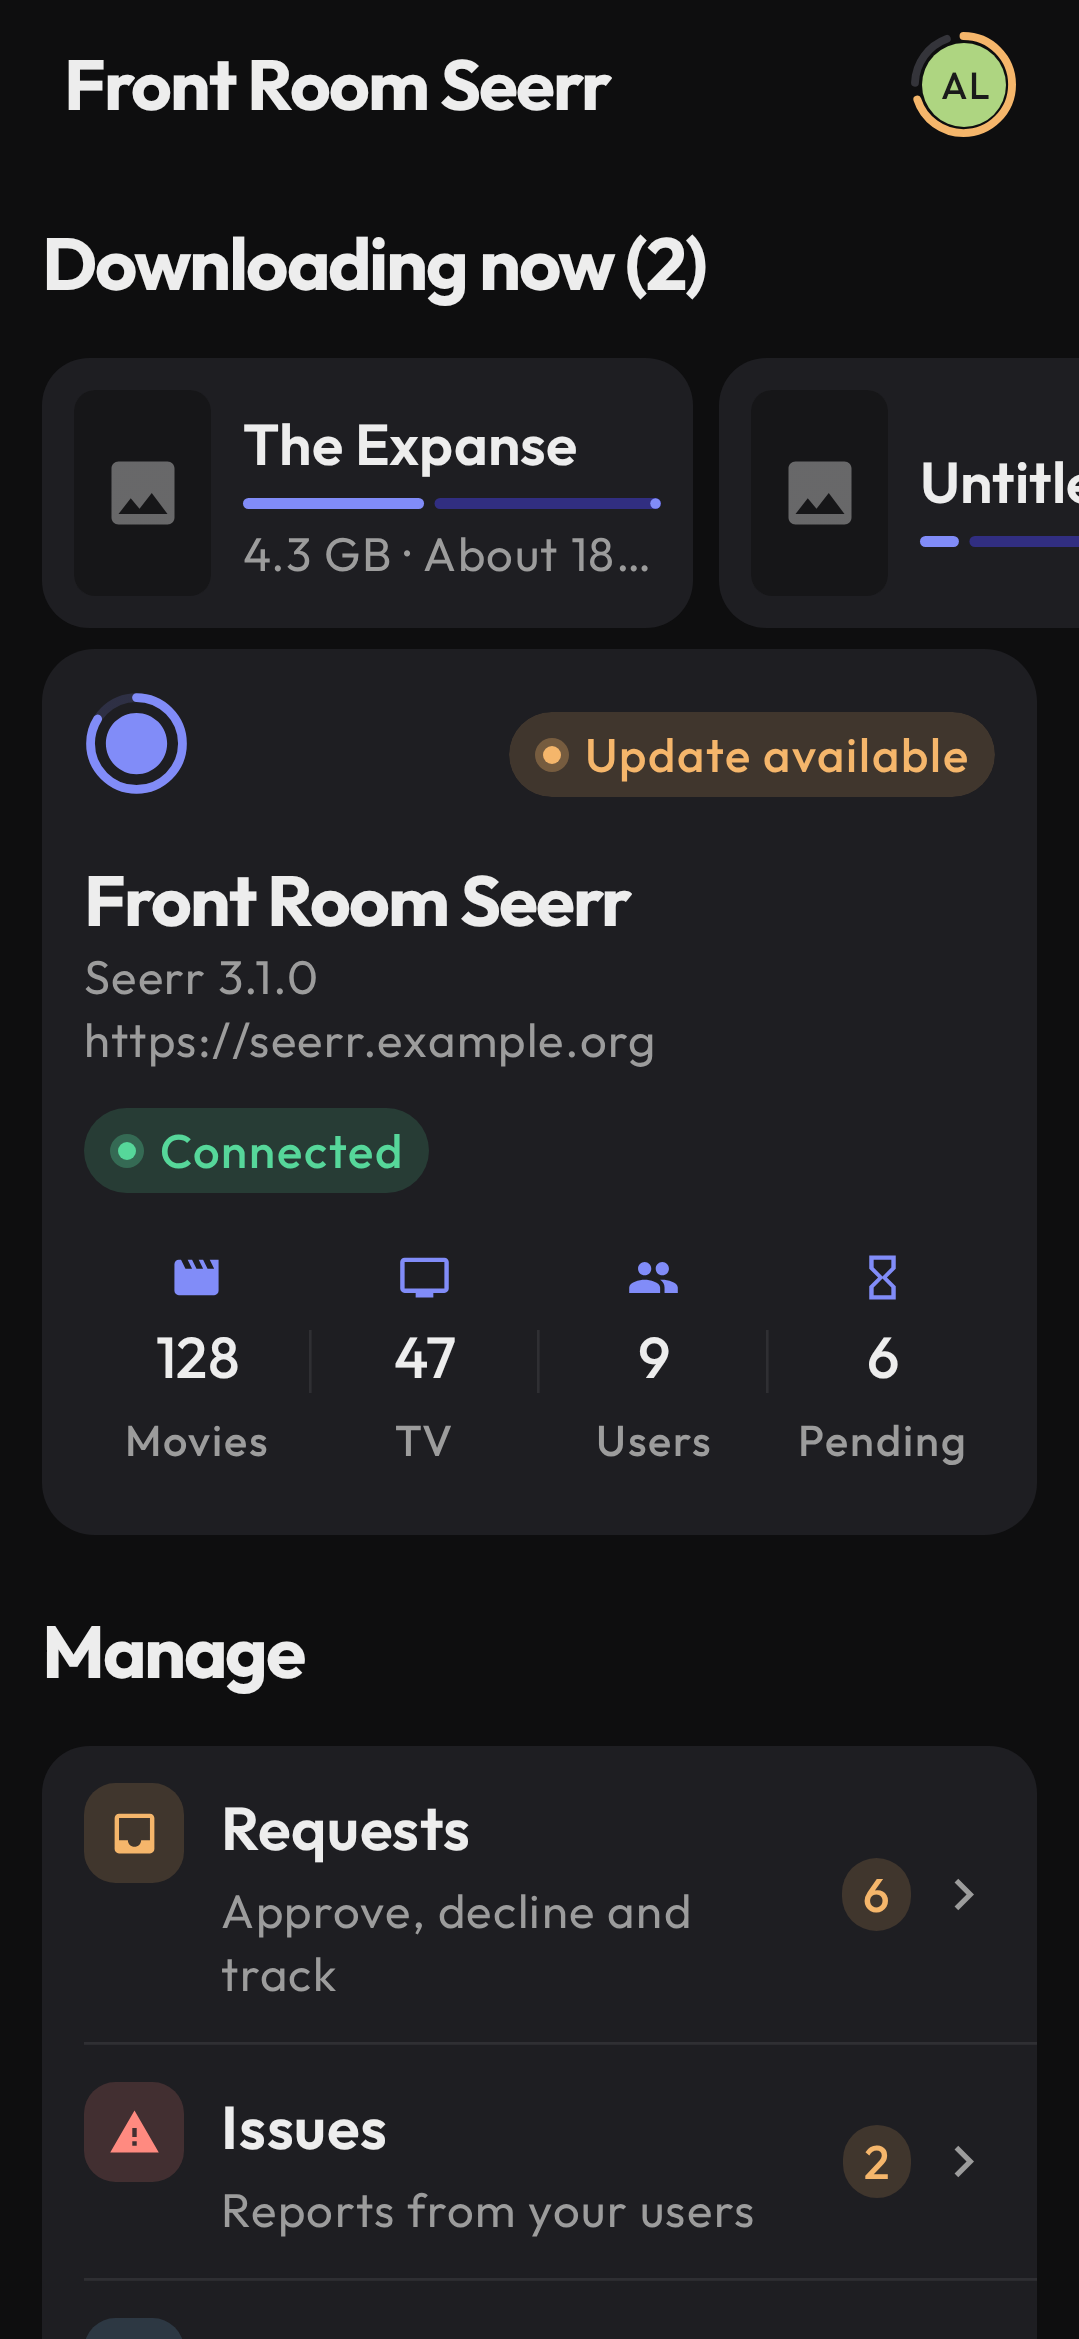 Front Room Seerr
AL
Downloading now (2)
The Expanse
4.3 GB · About 18…
Untitle
Update available
Front Room Seerr
Seerr 3.1.0
https://seerr.example.org
Connected
128
47
9
6
Movies
TV
Users
Pending
Manage
Requests
Approve, decline and
track
6
Issues
Reports from your users
2